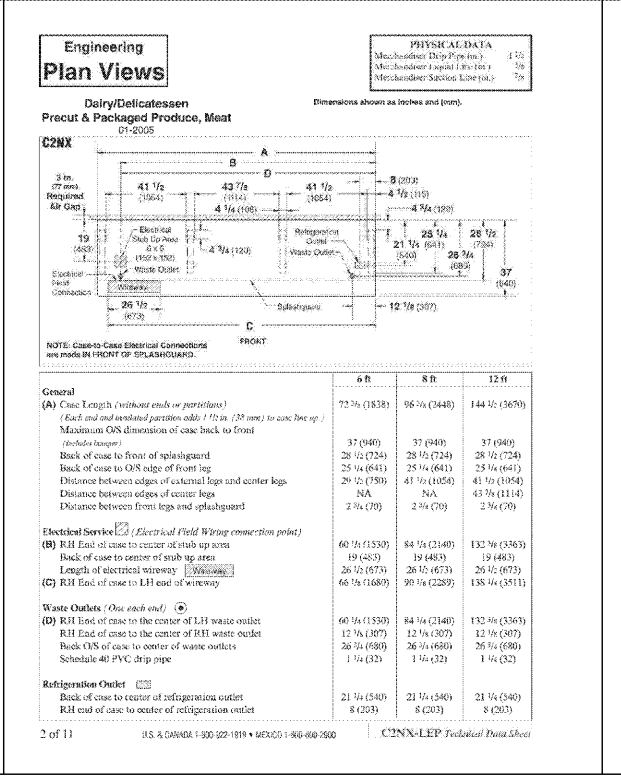 Engineering
Plan Views
PHYSICAL DATA
Merchandiser Drip Pipe (in.) 1 1/2
Merchandiser Liquid Line (in.) 3/8
Merchandiser Suction Line (in.) 7/8
Dairy/Delicatessen
Precut & Packaged Produce, Meat
01-2005
Dimensions shown as inches and (mm).
C2NX
A
B
D
3 in.
(77 mm)
Required
Air Gap
41 1/2
(1054)
43 7/8
(1114)
41 1/2
(1054)
8 (203)
4 1/2 (115)
4 1/4 (108)
4 3/4 (120)
19
(483)
Electrical
Stub Up Area
6 x 6
(152 x 152)
Waste Outlet
4 3/4 (120)
Refrigeration
Outlet
Waste Outlet
21 1/4
(540)
25 1/4
(641)
26 3/4
(680)
28 1/2
(724)
37
(940)
Electrical
Field
Connection
Wireway
26 1/2
(673)
Splashguard
12 1/8 (307)
C
FRONT
NOTE: Case-to-Case Electrical Connections
are made IN FRONT OF SPLASHGUARD.
6 ft 8 ft 12 ft
General
(A) Case Length (without ends or partitions) 72 3/8 (1838) 96 3/8 (2448) 144 1/2 (3670)
(Each end and insulated partition adds 1 1/2 in. (38 mm) to case line up.)
Maximum O/S dimension of case back to front
(includes bumper) 37 (940) 37 (940) 37 (940)
Back of case to front of splashguard 28 1/2 (724) 28 1/2 (724) 28 1/2 (724)
Back of case to O/S edge of front leg 25 1/4 (641) 25 1/4 (641) 25 1/4 (641)
Distance between edges of external legs and center legs 29 1/2 (750) 41 1/2 (1054) 41 1/2 (1054)
Distance between edges of center legs NA NA 43 7/8 (1114)
Distance between front legs and splashguard 2 3/4 (70) 2 3/4 (70) 2 3/4 (70)
Electrical Service (Electrical Field Wiring connection point)
(B) RH End of case to center of stub up area 60 1/4 (1530) 84 1/4 (2140) 132 3/8 (3363)
Back of case to center of stub up area 19 (483) 19 (483) 19 (483)
Length of electrical wireway Wireway 26 1/2 (673) 26 1/2 (673) 26 1/2 (673)
(C) RH End of case to LH end of wireway 66 1/8 (1680) 90 1/8 (2289) 138 1/4 (3511)
Waste Outlets (One each end)
(D) RH End of case to the center of LH waste outlet 60 1/4 (1530) 84 1/4 (2140) 132 3/8 (3363)
RH End of case to the center of RH waste outlet 12 1/8 (307) 12 1/8 (307) 12 1/8 (307)
Back O/S of case to center of waste outlets 26 3/4 (680) 26 3/4 (680) 26 3/4 (680)
Schedule 40 PVC drip pipe 1 1/4 (32) 1 1/4 (32) 1 1/4 (32)
Refrigeration Outlet
Back of case to center of refrigeration outlet 21 1/4 (540) 21 1/4 (540) 21 1/4 (540)
RH end of case to center of refrigeration outlet 8 (203) 8 (203) 8 (203)
2 of 11 U.S. & CANADA 1-800-922-1919 • MEXICO 1-800-890-2900 C2NX-LEP Technical Data Sheet